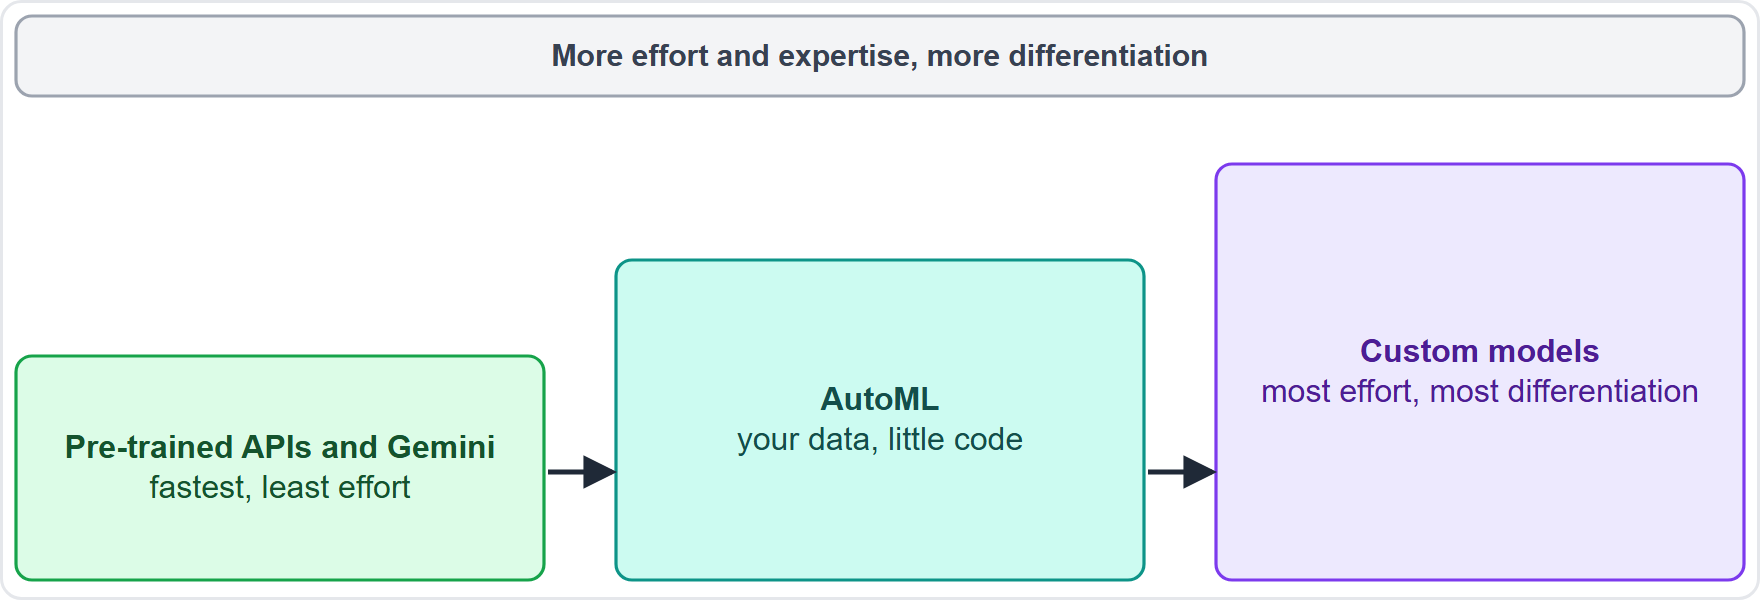 More effort and expertise, more differentiation
Pre-trained APIs and Gemini
fastest, least effort
AutoML
your data, little code
Custom models
most effort, most differentiation